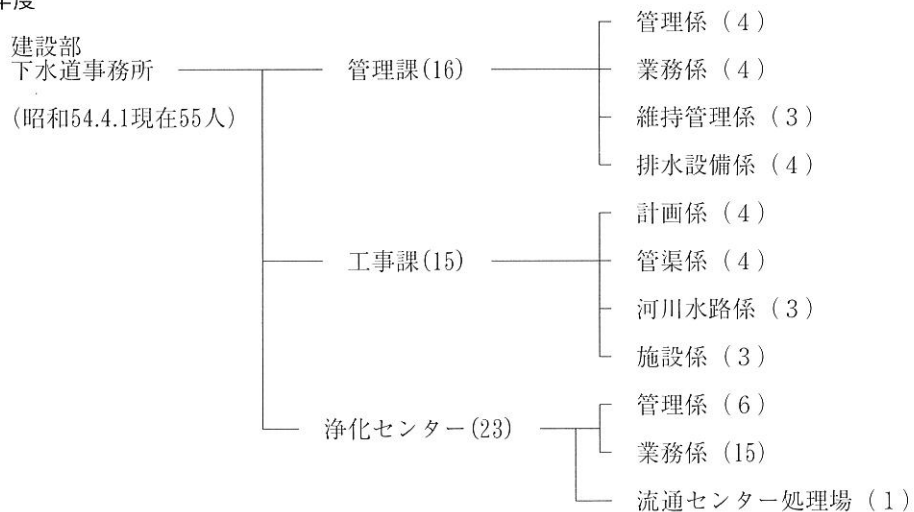 年度
建設部
下水道事務所
(昭和54.4.1現在55人)
管理課(16)
管理係(4)
業務係(4)
維持管理係(3)
排水設備係(4)
工事課(15)
計画係(4)
管渠係(4)
河川水路係(3)
施設係(3)
浄化センター(23)
管理係(6)
業務係(15)
流通センター処理場(1)